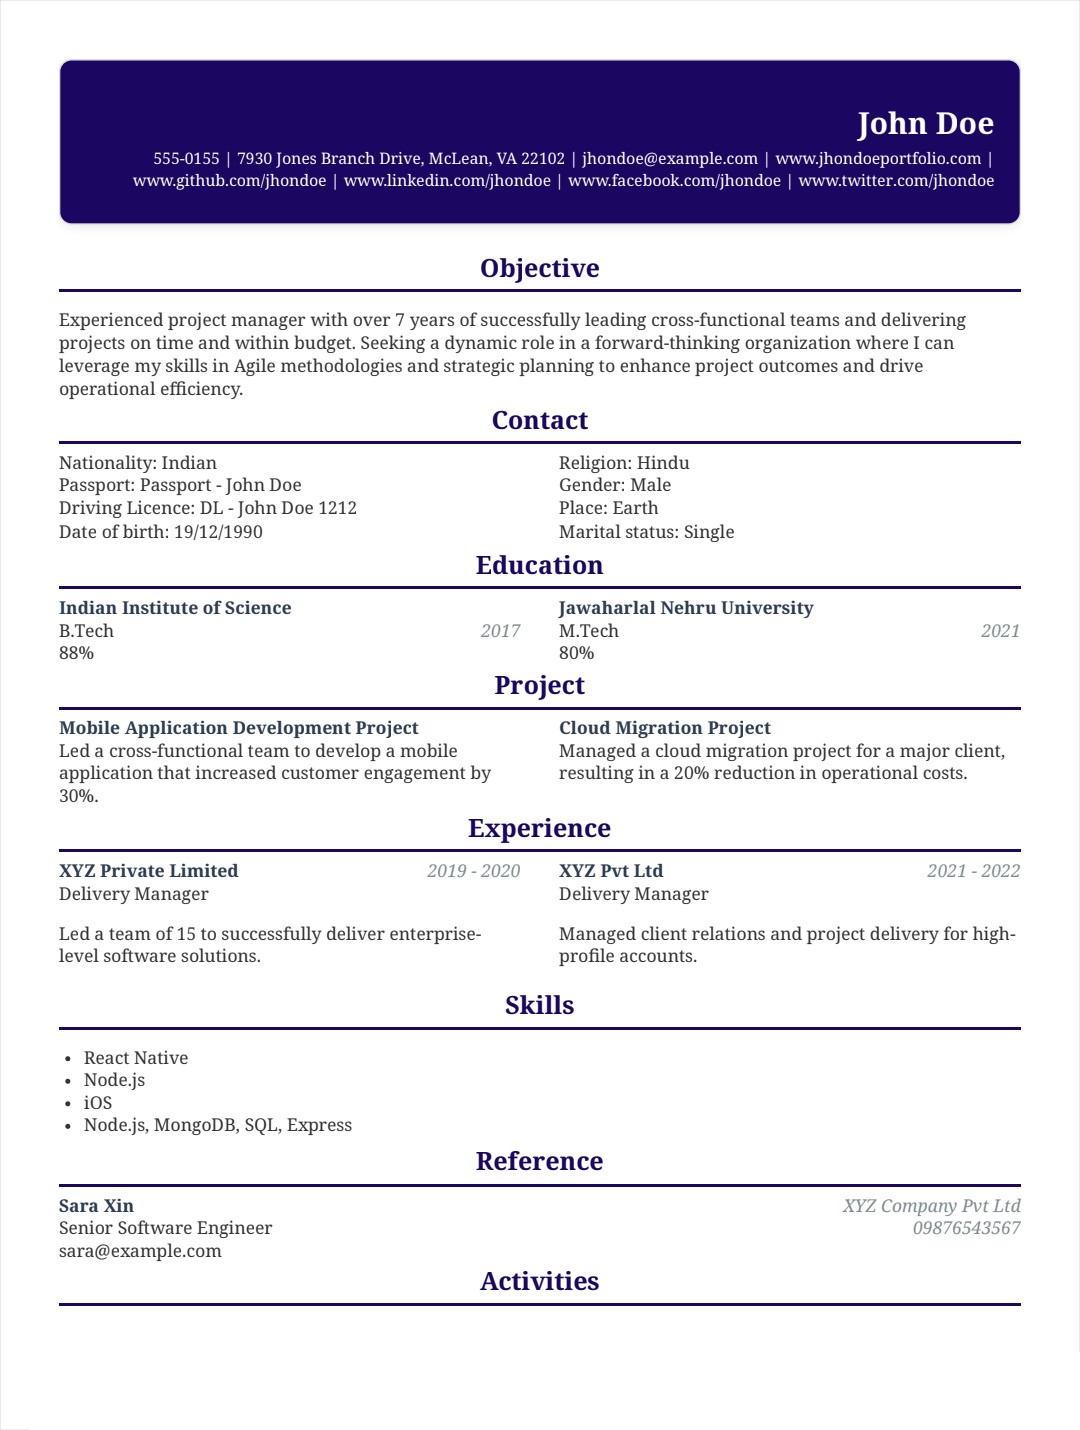 John Doe
555-0155 | 7930 Jones Branch Drive, McLean, VA 22102 | jhondoe@example.com | www.jhondoeportfolio.com |
www.github.com/jhondoe | www.linkedin.com/jhondoe | www.facebook.com/jhondoe | www.twitter.com/jhondoe
Objective
Experienced project manager with over 7 years of successfully leading cross-functional teams and delivering
projects on time and within budget. Seeking a dynamic role in a forward-thinking organization where I can
leverage my skills in Agile methodologies and strategic planning to enhance project outcomes and drive
operational efficiency.
Contact
Nationality: Indian
Passport: Passport - John Doe
Driving Licence: DL - John Doe 1212
Date of birth: 19/12/1990
Religion: Hindu
Gender: Male
Place: Earth
Marital status: Single
Education
Indian Institute of Science
B.Tech 2017
88%
Jawaharlal Nehru University
M.Tech 2021
80%
Project
Mobile Application Development Project
Led a cross-functional team to develop a mobile
application that increased customer engagement by
30%.
Cloud Migration Project
Managed a cloud migration project for a major client,
resulting in a 20% reduction in operational costs.
Experience
XYZ Private Limited 2019 - 2020
Delivery Manager
Led a team of 15 to successfully deliver enterprise-
level software solutions.
XYZ Pvt Ltd 2021 - 2022
Delivery Manager
Managed client relations and project delivery for high-
profile accounts.
Skills
• React Native
• Node.js
• iOS
• Node.js, MongoDB, SQL, Express
Reference
Sara Xin XYZ Company Pvt Ltd
Senior Software Engineer 09876543567
sara@example.com
Activities